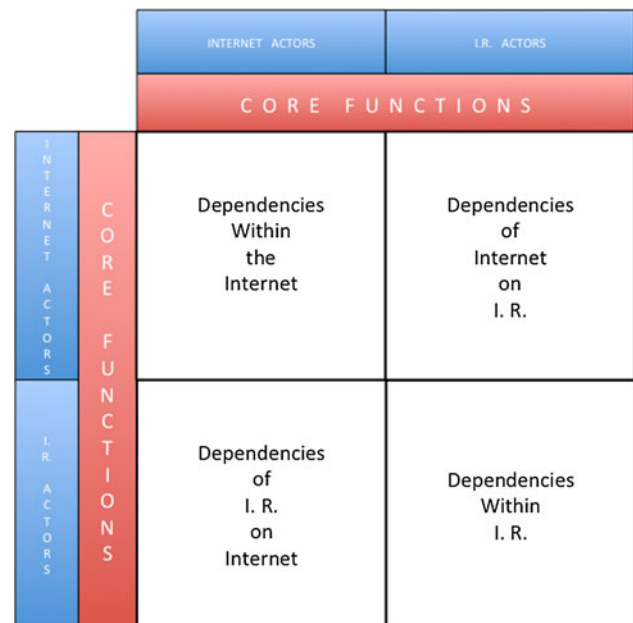 INTERNET ACTORS
I.R. ACTORS
CORE FUNCTIONS
INTERNET ACTORS
CORE FUNCTIONS
Dependencies
Within
the
Internet
Dependencies
of
Internet
on
I. R.
I.R. ACTORS
Dependencies
of
I. R.
on
Internet
Dependencies
Within
I. R.